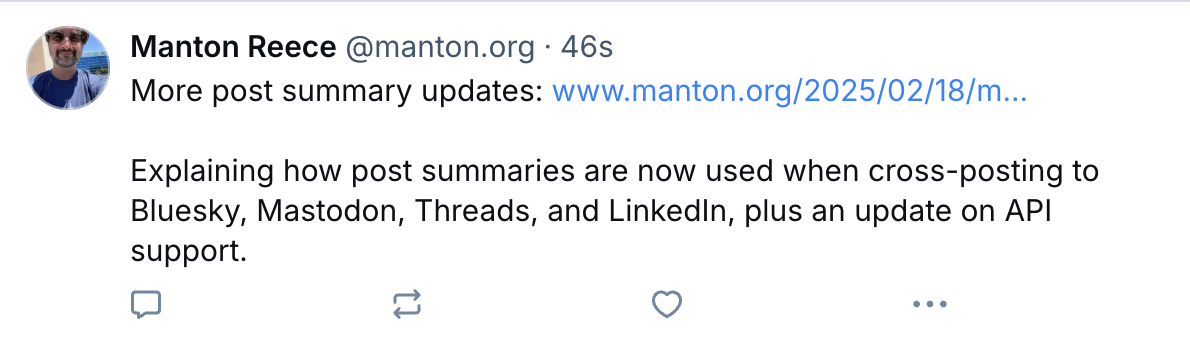 Manton Reece @manton.org · 46s
More post summary updates: www.manton.org/2025/02/18/m...
Explaining how post summaries are now used when cross-posting to
Bluesky, Mastodon, Threads, and LinkedIn, plus an update on API
support.